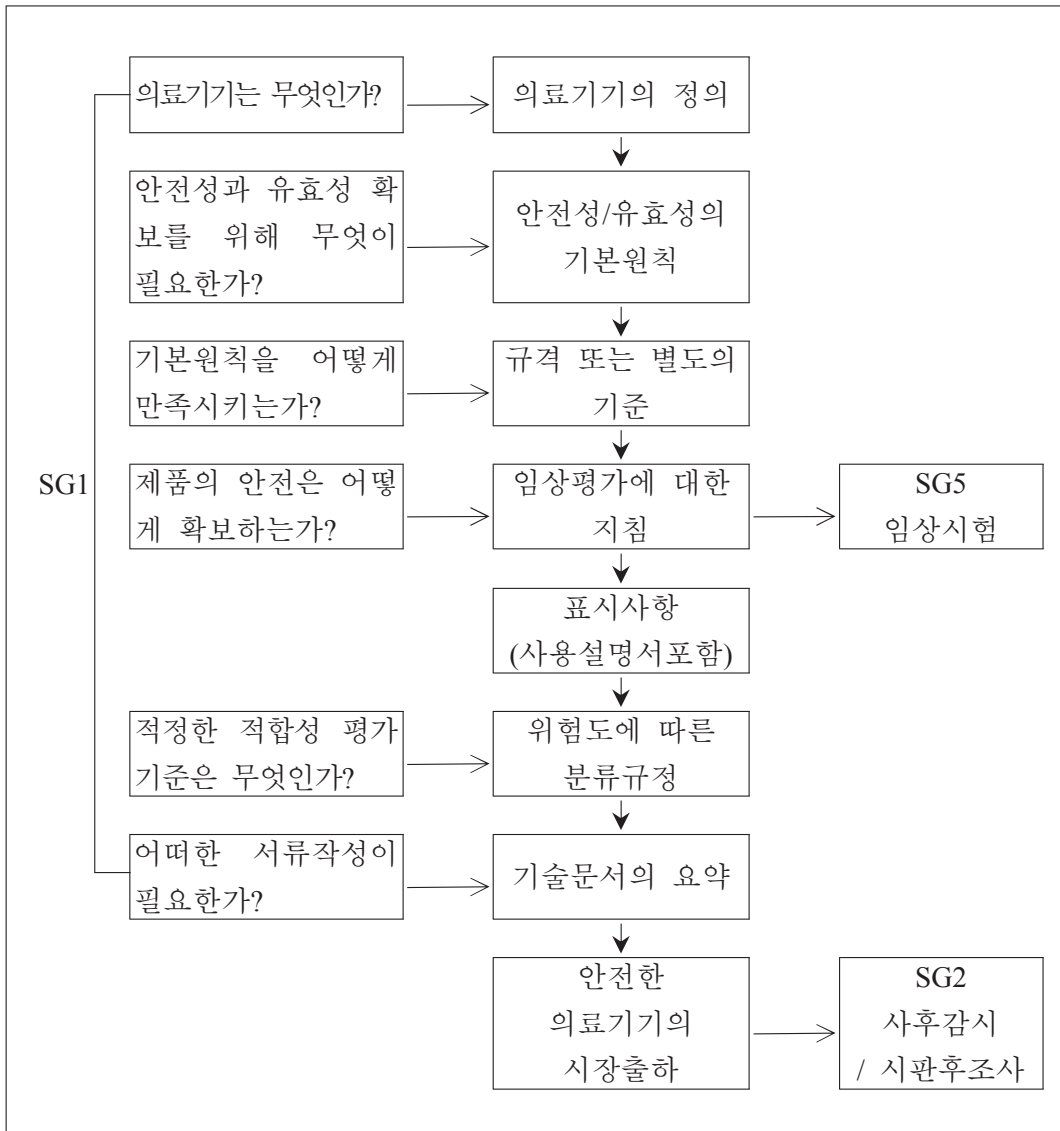 의료기기는 무엇인가?
의료기기의 정의
안전성과 유효성 확
보를 위해 무엇이
필요한가?
안전성/유효성의
기본원칙
기본원칙을 어떻게
만족시키는가?
규격 또는 별도의
기준
SG1
제품의 안전은 어떻
게 확보하는가?
임상평가에 대한
지침
SG5
임상시험
표시사항
(사용설명서포함)
적정한 적합성 평가
기준은 무엇인가?
위험도에 따른
분류규정
어떠한 서류작성이
필요한가?
기술문서의 요약
안전한
의료기기의
시장출하
SG2
사후감시
/ 시판후조사